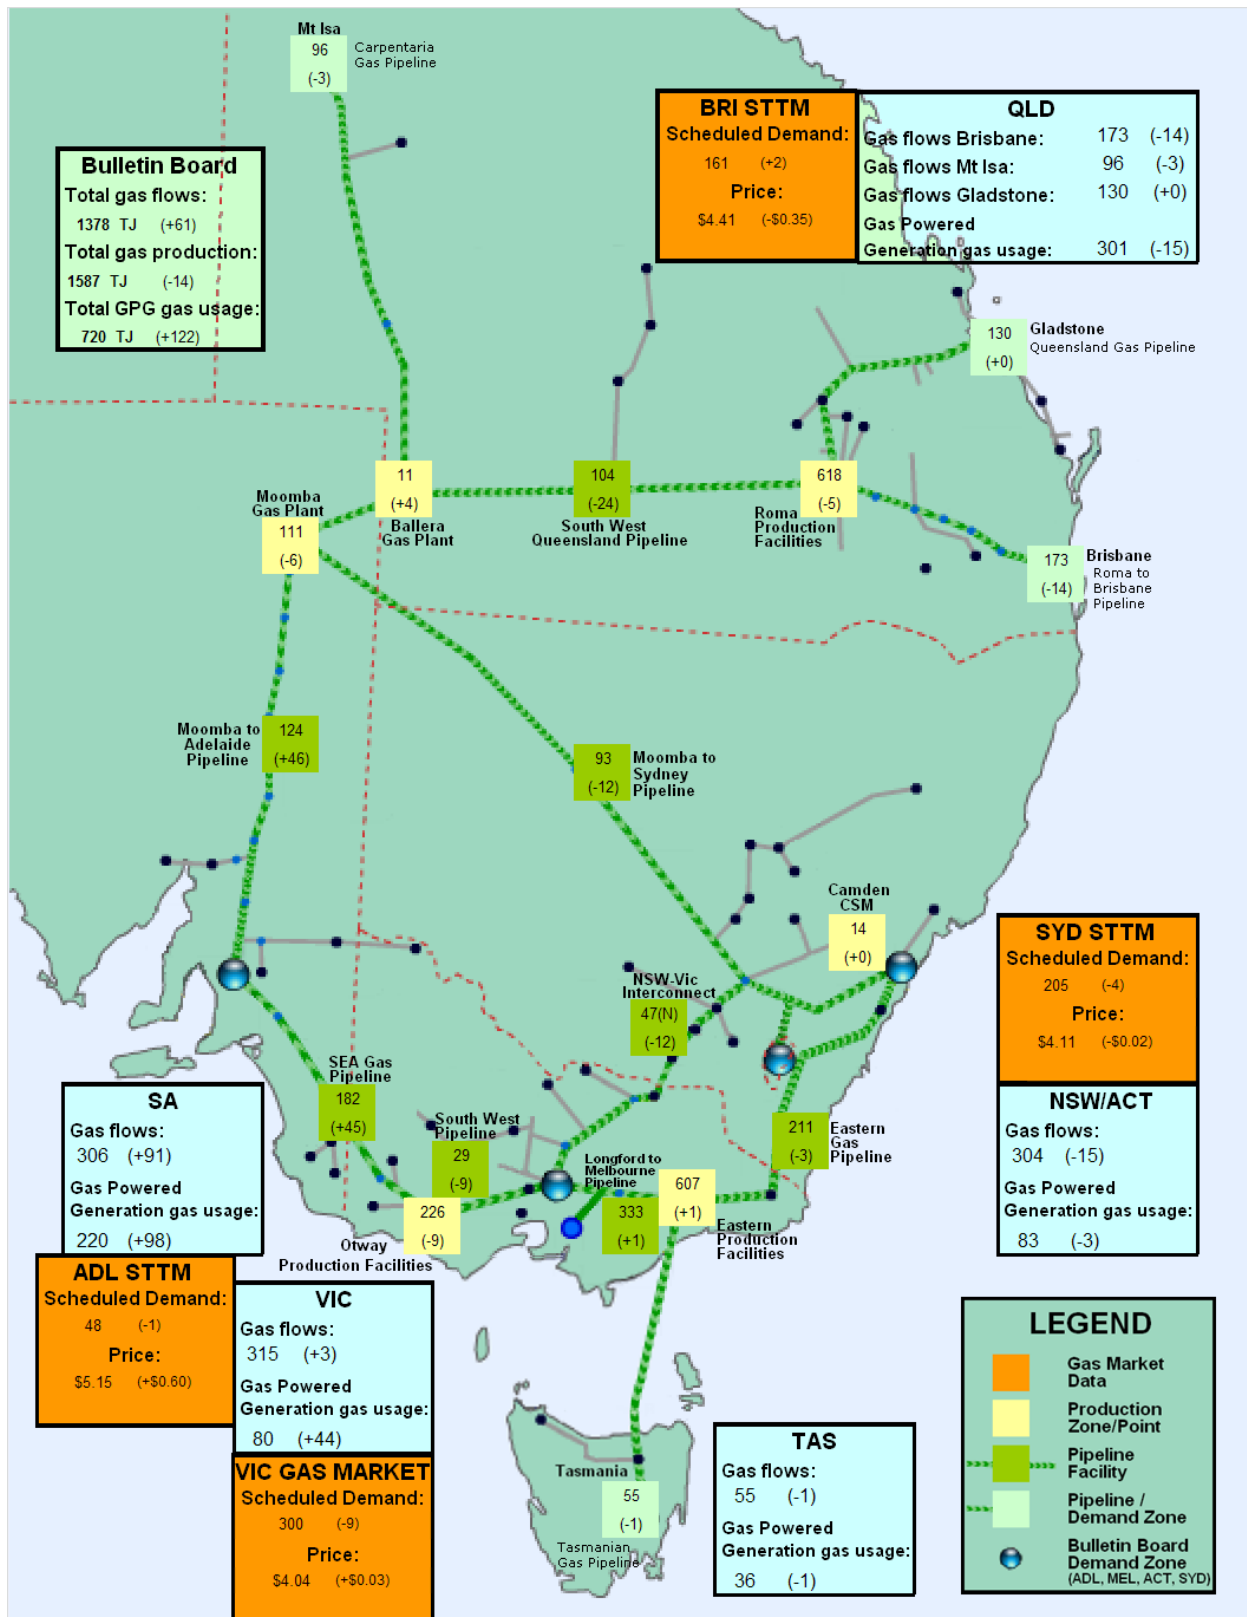 Mt Isa
96
(-3)
Carpentaria
Gas Pipeline
Bulletin Board
Total gas flows:
1378 TJ (+61)
Total gas production:
1587 TJ (-14)
Total GPG gas usage:
720 TJ (+122)
BRI STTM
Scheduled Demand:
161 (+2)
Price:
$4.41 (-$0.35)
QLD
Gas flows Brisbane: 173 (-14)
Gas flows Mt Isa: 96 (-3)
Gas flows Gladstone: 130 (+0)
Gas Powered
Generation gas usage: 301 (-15)
130
(+0)
Gladstone
Queensland Gas Pipeline
11
(+4)
Ballera
Gas Plant
104
(-24)
South West
Queensland Pipeline
618
(-5)
Roma
Production
Facilities
Moomba
Gas Plant
111
(-6)
173
(-14)
Brisbane
Roma to
Brisbane
Pipeline
Moomba to
Adelaide
Pipeline
124
(+46)
93
(-12)
Moomba to
Sydney
Pipeline
Camden
CSM
14
(+0)
NSW-Vic
Interconnect
47(N)
(-12)
SYD STTM
Scheduled Demand:
205 (-4)
Price:
$4.11 (-$0.02)
NSW/ACT
Gas flows:
304 (-15)
Gas Powered
Generation gas usage:
83 (-3)
SEA Gas
Pipeline
182
(+45)
South West
Pipeline
29
(-9)
Longford to
Melbourne
Pipeline
333
(+1)
607
(+1)
Eastern
Production
Facilities
211
(-3)
Eastern
Gas
Pipeline
226
(-9)
Otway
Production Facilities
SA
Gas flows:
306 (+91)
Gas Powered
Generation gas usage:
220 (+98)
ADL STTM
Scheduled Demand:
48 (-1)
Price:
$5.15 (+$0.60)
VIC
Gas flows:
315 (+3)
Gas Powered
Generation gas usage:
80 (+44)
VIC GAS MARKET
Scheduled Demand:
300 (-9)
Price:
$4.04 (+$0.03)
Tasmania
55
(-1)
Tasmanian
Gas Pipeline
TAS
Gas flows:
55 (-1)
Gas Powered
Generation gas usage:
36 (-1)
LEGEND
Gas Market
Data
Production
Zone/Point
Pipeline
Facility
Pipeline /
Demand Zone
Bulletin Board
Demand Zone
(ADL, MEL, ACT, SYD)